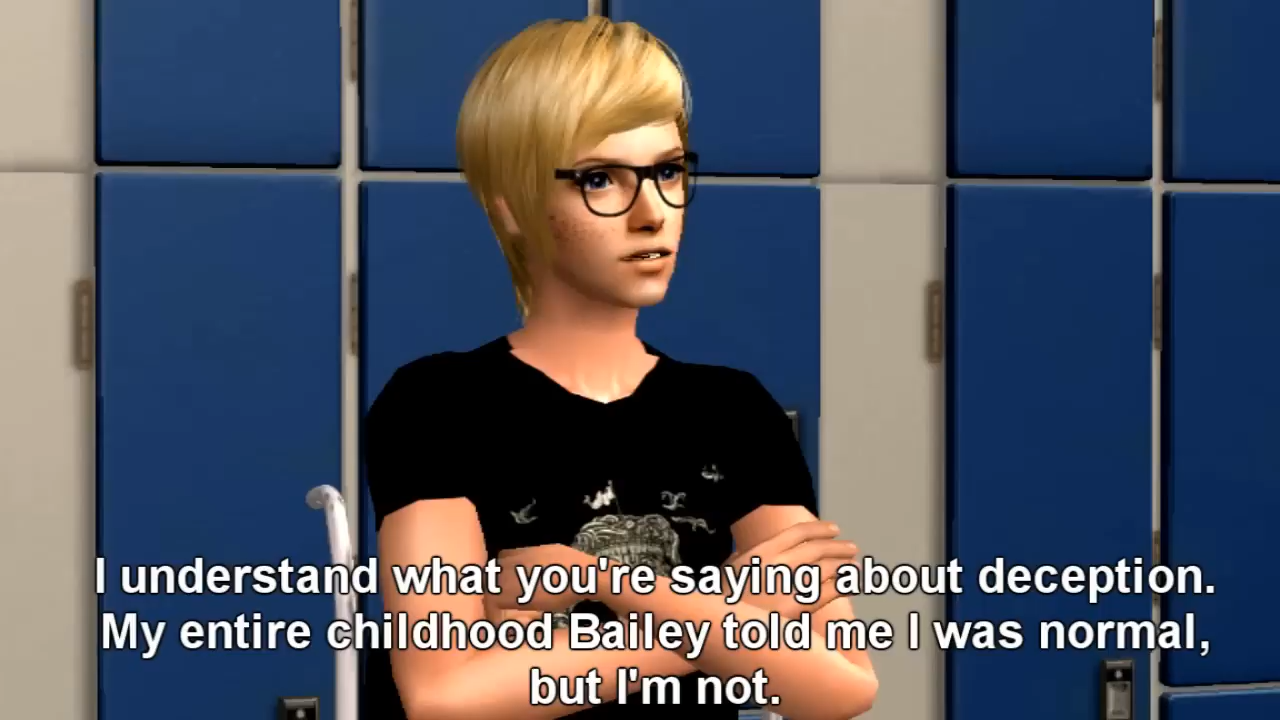 I understand what you're saying about deception.
My entire childhood Bailey told me I was normal,
but I'm not.